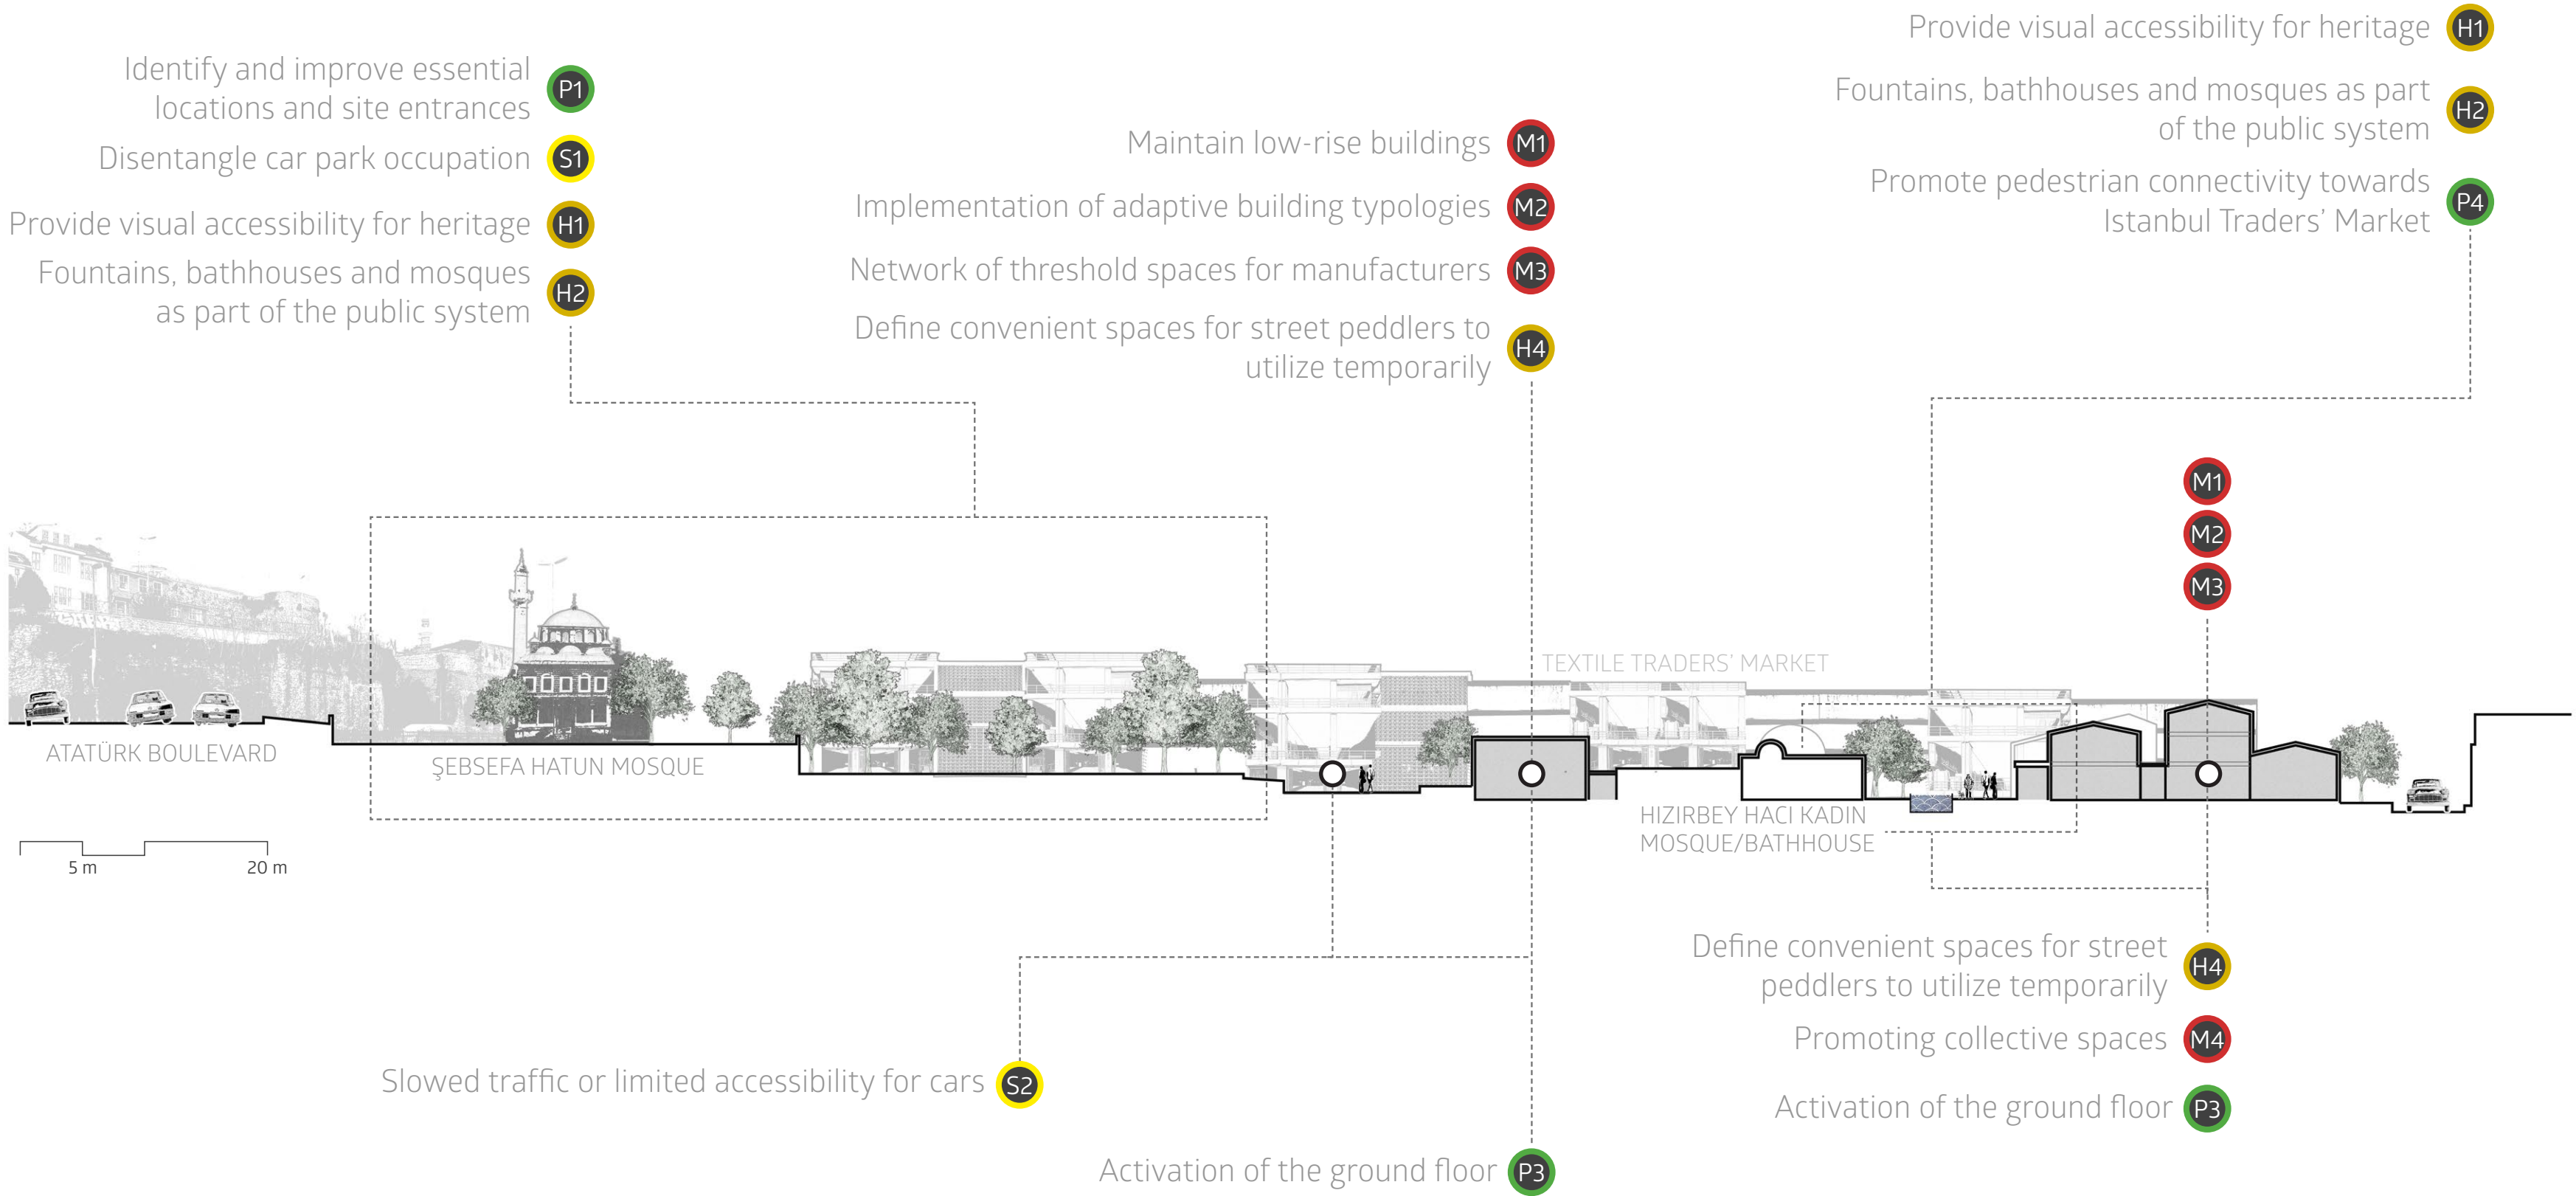 Identify and improve essential
locations and site entrances
P1
Disentangle car park occupation
S1
Provide visual accessibility for heritage
H1
Fountains, bathhouses and mosques
as part of the public system
H2
Maintain low-rise buildings
M1
Implementation of adaptive building typologies
M2
Network of threshold spaces for manufacturers
M3
Define convenient spaces for street peddlers to
utilize temporarily
H4
Provide visual accessibility for heritage
H1
Fountains, bathhouses and mosques as part
of the public system
H2
Promote pedestrian connectivity towards
Istanbul Traders' Market
P4
M1
M2
M3
TEXTILE TRADERS' MARKET
ATATÜRK BOULEVARD
ŞEBSEFA HATUN MOSQUE
HIZIRBEY HACI KADIN
MOSQUE/BATHHOUSE
5 m
20 m
Define convenient spaces for street
peddlers to utilize temporarily
H4
Promoting collective spaces
M4
Activation of the ground floor
P3
Slowed traffic or limited accessibility for cars
S2
Activation of the ground floor
P3